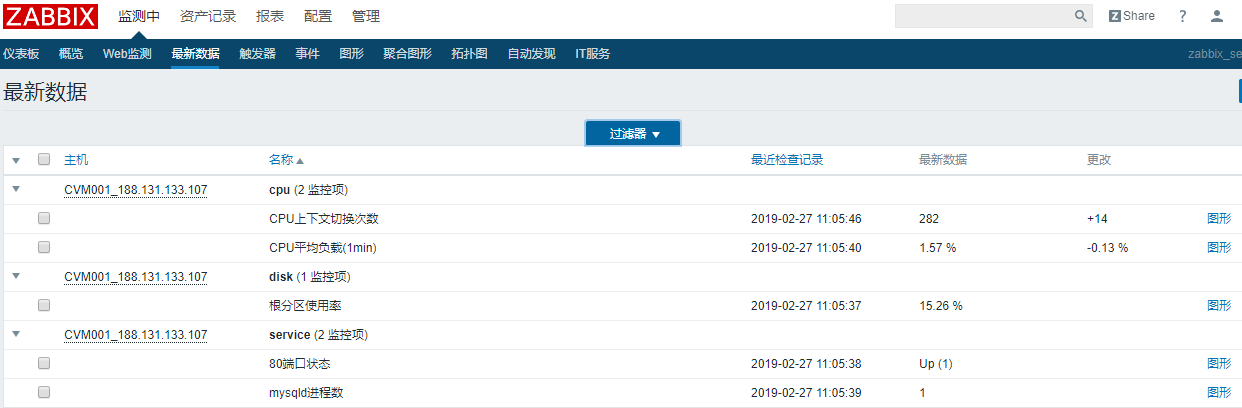 ZABBIX 监测中 资产记录 报表 配置 管理 Z Share ?
仪表板 概览 Web监测 最新数据 触发器 事件 图形 聚合图形 拓扑图 自动发现 IT服务 zabbix_se
最新数据
过滤器
主机 名称 最近检查记录 最新数据 更改
CVM001_188.131.133.107 cpu (2 监控项)
CPU上下文切换次数 2019-02-27 11:05:46 282 +14 图形
CPU平均负载(1min) 2019-02-27 11:05:40 1.57 % -0.13 % 图形
CVM001_188.131.133.107 disk (1 监控项)
根分区使用率 2019-02-27 11:05:37 15.26 % 图形
CVM001_188.131.133.107 service (2 监控项)
80端口状态 2019-02-27 11:05:38 Up (1) 图形
mysqld进程数 2019-02-27 11:05:39 1 图形